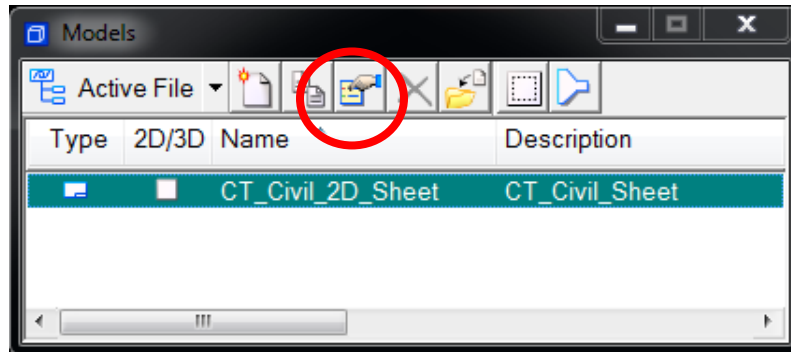 Models
Active File
Type 2D/3D Name Description
CT_Civil_2D_Sheet CT_Civil_Sheet